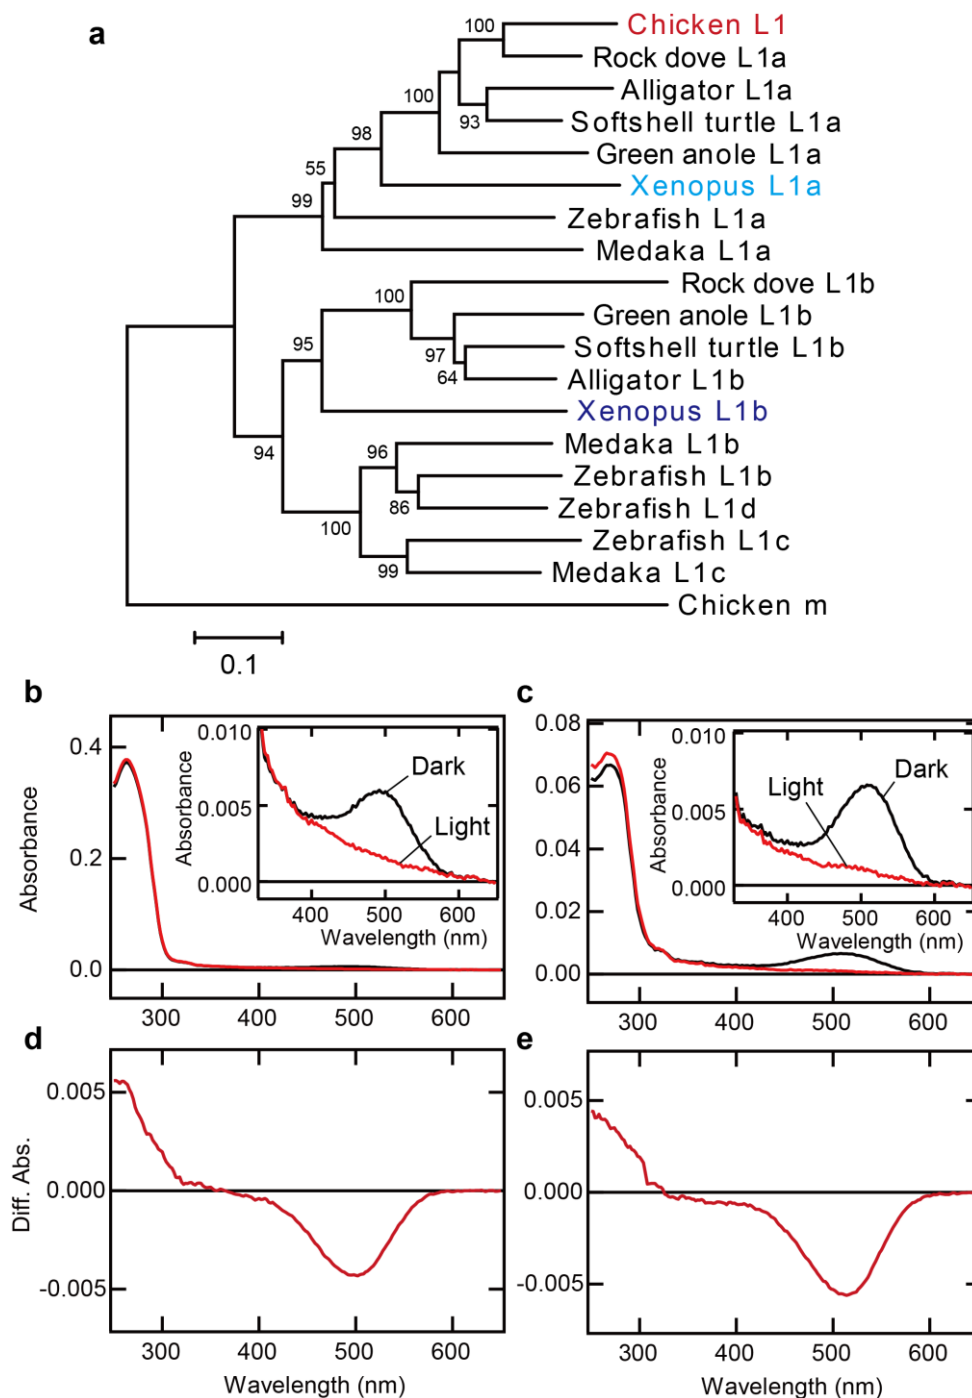 a
100
Chicken L1
Rock dove L1a
Alligator L1a
100
93
Softshell turtle L1a
98
Green anole L1a
55
Xenopus L1a
99
Zebrafish L1a
Medaka L1a
Rock dove L1b
100
Green anole L1b
95
97
Softshell turtle L1b
64
Alligator L1b
Xenopus L1b
94
96
Medaka L1b
Zebrafish L1b
86
Zebrafish L1d
100
Zebrafish L1c
99
Medaka L1c
Chicken m
0.1
b
0.4
0.2
0.0
Absorbance
300
400
500
600
0.010
0.005
0.000
Absorbance
Dark
Light
400
500
600
Wavelength (nm)
c
0.08
0.06
0.04
0.02
0.00
Absorbance
300
400
500
600
0.010
0.005
0.000
Absorbance
Light
Dark
400
500
600
Wavelength (nm)
d
0.005
0.000
-0.005
Diff. Abs.
300
400
500
600
Wavelength (nm)
e
0.005
0.000
-0.005
300
400
500
600
Wavelength (nm)